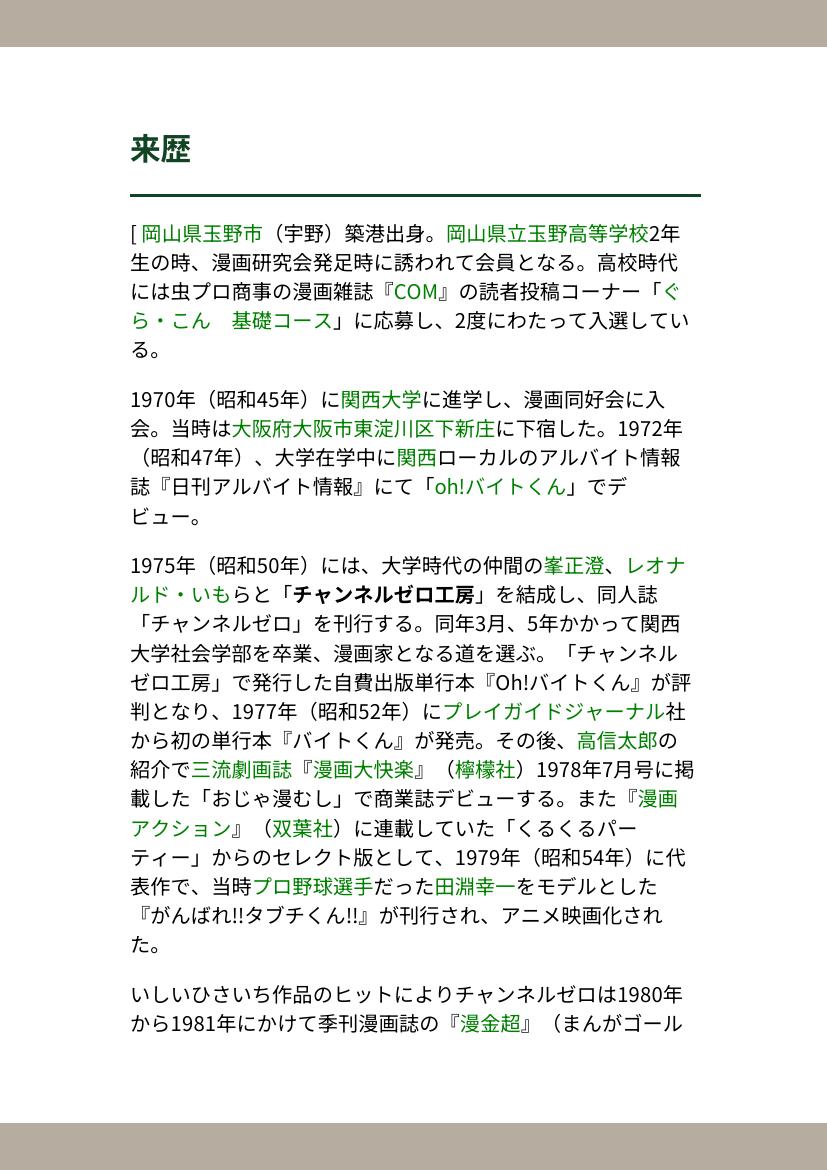 来歴
[ 岡山県玉野市（宇野）築港出身。岡山県立玉野高等学校2年
生の時、漫画研究会発足時に誘われて会員となる。高校時代
には虫プロ商事の漫画雑誌『COM』の読者投稿コーナー「ぐ
ら・こん　基礎コース」に応募し、2度にわたって入選してい
る。
1970年（昭和45年）に関西大学に進学し、漫画同好会に入
会。当時は大阪府大阪市東淀川区下新庄に下宿した。1972年
（昭和47年）、大学在学中に関西ローカルのアルバイト情報
誌『日刊アルバイト情報』にて「oh!バイトくん」でデ
ビュー。
1975年（昭和50年）には、大学時代の仲間の峯正澄、レオナ
ルド・いもらと「チャンネルゼロ工房」を結成し、同人誌
「チャンネルゼロ」を刊行する。同年3月、5年かかって関西
大学社会学部を卒業、漫画家となる道を選ぶ。「チャンネル
ゼロ工房」で発行した自費出版単行本『Oh!バイトくん』が評
判となり、1977年（昭和52年）にプレイガイドジャーナル社
から初の単行本『バイトくん』が発売。その後、高信太郎の
紹介で三流劇画誌『漫画大快楽』（檸檬社）1978年7月号に掲
載した「おじゃ漫むし」で商業誌デビューする。また『漫画
アクション』（双葉社）に連載していた「くるくるパー
ティー」からのセレクト版として、1979年（昭和54年）に代
表作で、当時プロ野球選手だった田淵幸一をモデルとした
『がんばれ!!タブチくん!!』が刊行され、アニメ映画化され
た。
いしいひさいち作品のヒットによりチャンネルゼロは1980年
から1981年にかけて季刊漫画誌の『漫金超』（まんがゴール